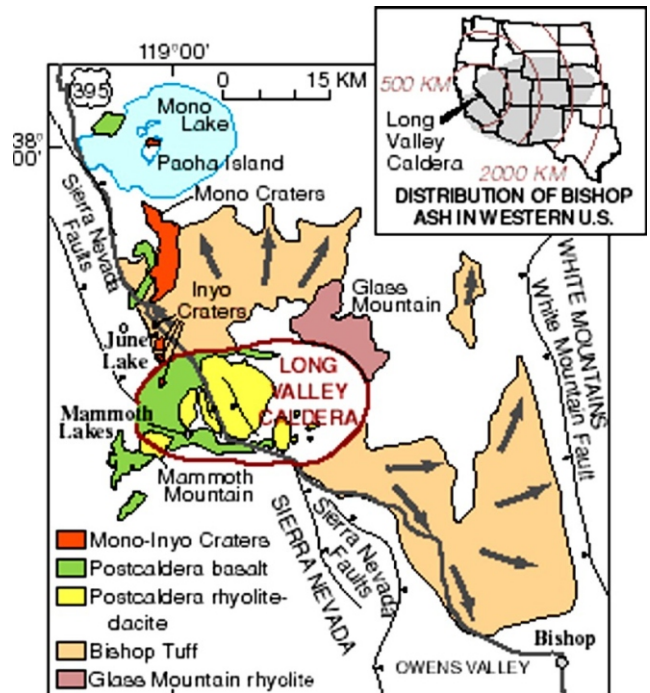 119°00'
0 15 KM
395
Mono
Lake
38°
00'
Paoha Island
Mono Craters
Sierra Nevada
Faults
Inyo
Craters
Glass
Mountain
June
Lake
LONG
VALLEY
CALDERA
Mammoth
Lakes
Mammoth
Mountain
500 KM
Long
Valley
Caldera
2000 KM
DISTRIBUTION OF BISHOP
ASH IN WESTERN U.S.
WHITE MOUNTAINS
White Mountain Fault
SIERRA NEVADA
Sierra Nevada
Faults
Bishop
OWENS VALLEY
Mono-Inyo Craters
Postcaldera basalt
Postcaldera rhyolite-
dacite
Bishop Tuff
Glass Mountain rhyolite